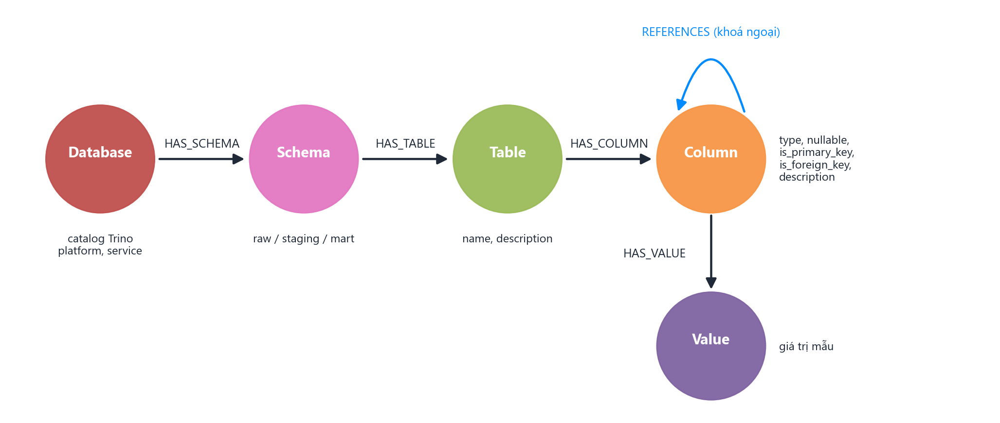 REFERENCES (khoá ngoại)
Database
HAS_SCHEMA
Schema
HAS_TABLE
Table
HAS_COLUMN
Column
type, nullable,
is_primary_key,
is_foreign_key,
description
catalog Trino
platform, service
raw / staging / mart
name, description
HAS_VALUE
Value
giá trị mẫu